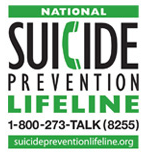 NATIONAL
SUICIDE
PREVENTION
LIFELINE
1-800-273-TALK (8255)
suicidepreventionlifeline.org